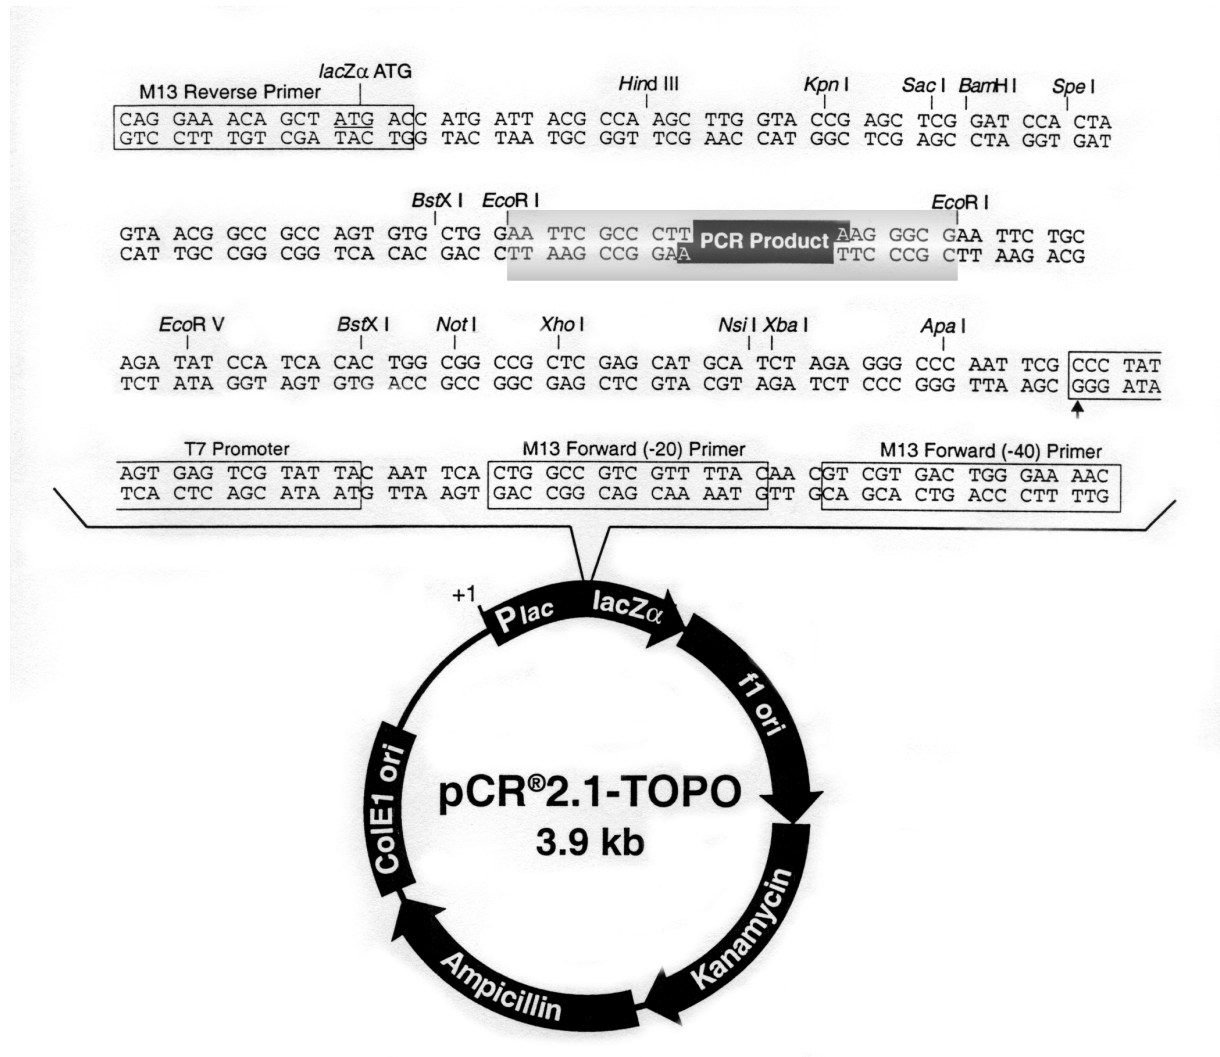 lacZα ATG
M13 Reverse Primer HindIII KpnI SacI BamHI SpeI
CAG GAA ACA GCT ATG ACC ATG ATT ACG CCA AGC TTG GTA CCG AGC TCG GAT CCA CTA
GTC CTT TGT CGA TAC TGG TAC TAA TGC GGT TCG AAC CAT GGC TCG AGC CTA GGT GAT
BstX I EcoR I EcoR I
GTA ACG GCC GCC AGT GTG CTG GAA TTC GCC CTT PCR Product AAG GGC GAA TTC TGC
CAT TGC CGG CGG TCA CAC GAC CTT AAG CCG GAA TTC CCG CTT AAG ACG
EcoR V BstX I Not I Xho I Nsi I Xba I Apa I
AGA TAT CCA TCA CAC TGG CGG CCG CTC GAG CAT GCA TCT AGA GGG CCC AAT TCG CCC TAT
TCT ATA GGT AGT GTG ACC GCC GGC GAG CTC GTA CGT AGA TCT CCC GGG TTA AGC GGG ATA
T7 Promoter M13 Forward (-20) Primer M13 Forward (-40) Primer
AGT GAG TCG TAT TAC AAT TCA CTG GCC GTC GTT TTA CAA CGT CGT GAC TGG GAA AAC
TCA CTC AGC ATA ATG TTA AGT GAC CGG CAG CAA AAT GTT GCA GCA CTG ACC CTT TTG
+1
Plac lacZα
f1 ori
ColE1 ori
pCR®2.1-TOPO
3.9 kb
Kanamycin
Ampicillin